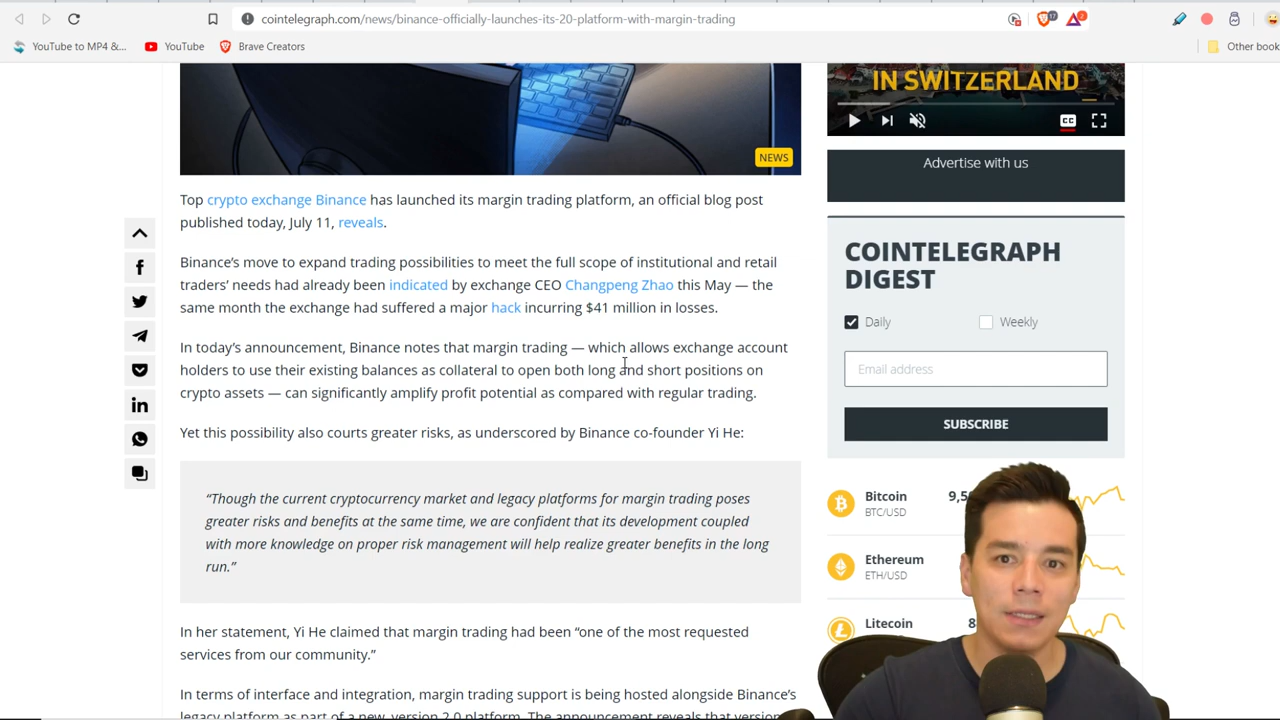 cointelegraph.com/news/binance-officially-launches-its-20-platform-with-margin-trading
17
2
YouTube to MP4 &...
YouTube
Brave Creators
Other book
NEWS
IN SWITZERLAND
CC
Advertise with us
Top crypto exchange Binance has launched its margin trading platform, an official blog post
published today, July 11, reveals.
Binance's move to expand trading possibilities to meet the full scope of institutional and retail
traders' needs had already been indicated by exchange CEO Changpeng Zhao this May — the
same month the exchange had suffered a major hack incurring $41 million in losses.
In today's announcement, Binance notes that margin trading — which allows exchange account
holders to use their existing balances as collateral to open both long and short positions on
crypto assets — can significantly amplify profit potential as compared with regular trading.
Yet this possibility also courts greater risks, as underscored by Binance co-founder Yi He:
“Though the current cryptocurrency market and legacy platforms for margin trading poses
greater risks and benefits at the same time, we are confident that its development coupled
with more knowledge on proper risk management will help realize greater benefits in the long
run.”
In her statement, Yi He claimed that margin trading had been “one of the most requested
services from our community.”
In terms of interface and integration, margin trading support is being hosted alongside Binance's
legacy platform as part of a new, version 2.0 platform. The announcement reveals that version
COINTELEGRAPH
DIGEST
Daily
Weekly
Email address
SUBSCRIBE
Bitcoin
9,5
BTC/USD
Ethereum
ETH/USD
Litecoin
8